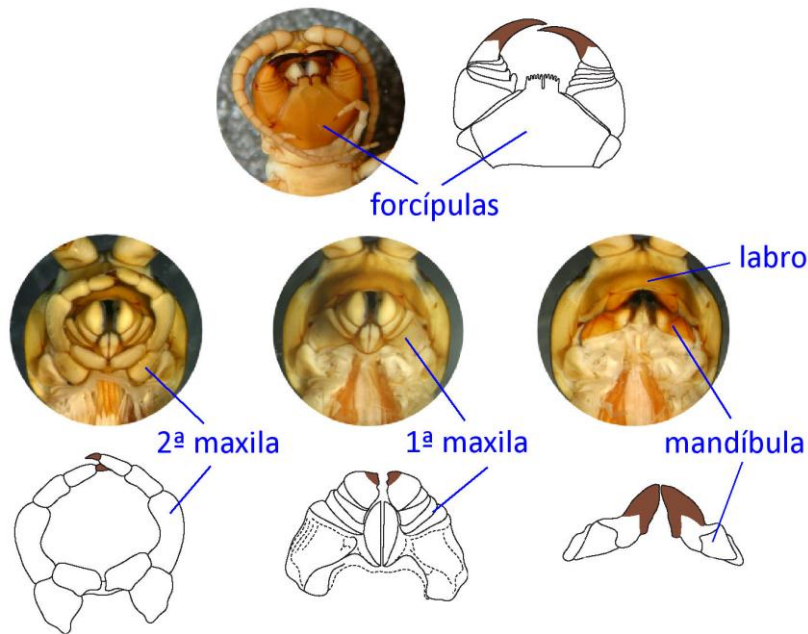 forcípulas
labro
2ª maxila
1ª maxila
mandíbula